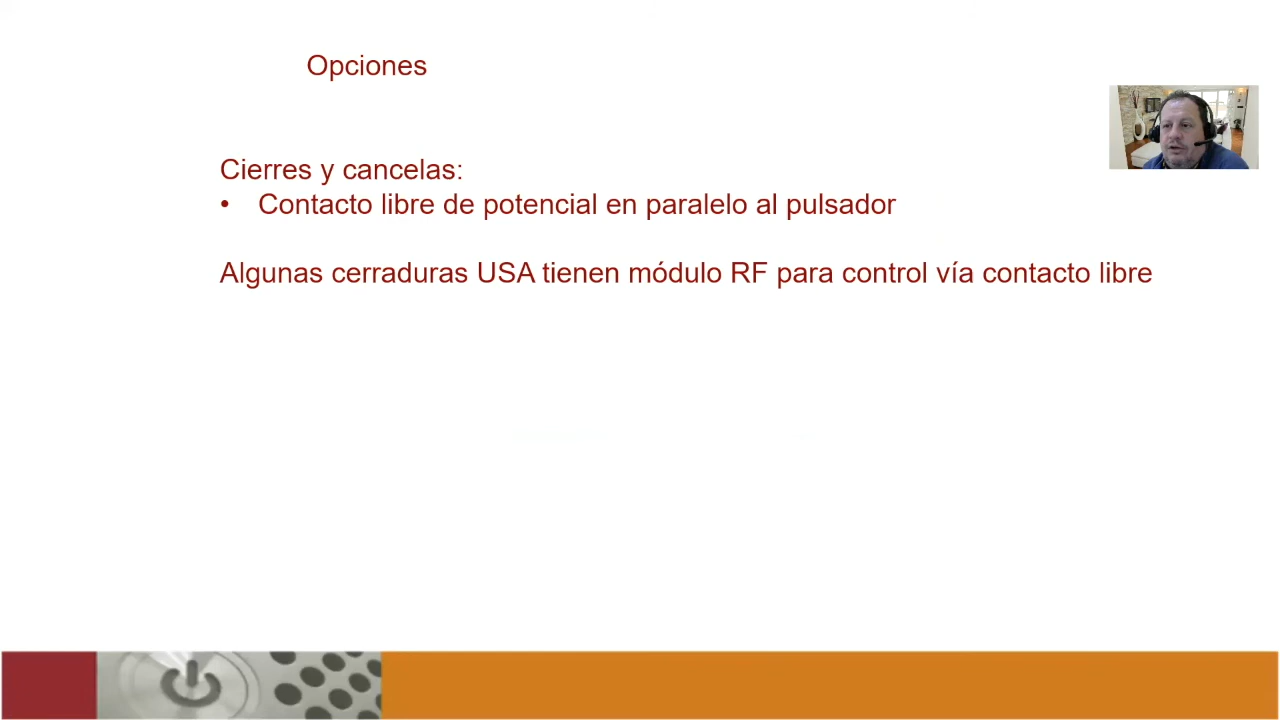 Opciones
Cierres y cancelas:
• Contacto libre de potencial en paralelo al pulsador
Algunas cerraduras USA tienen módulo RF para control vía contacto libre